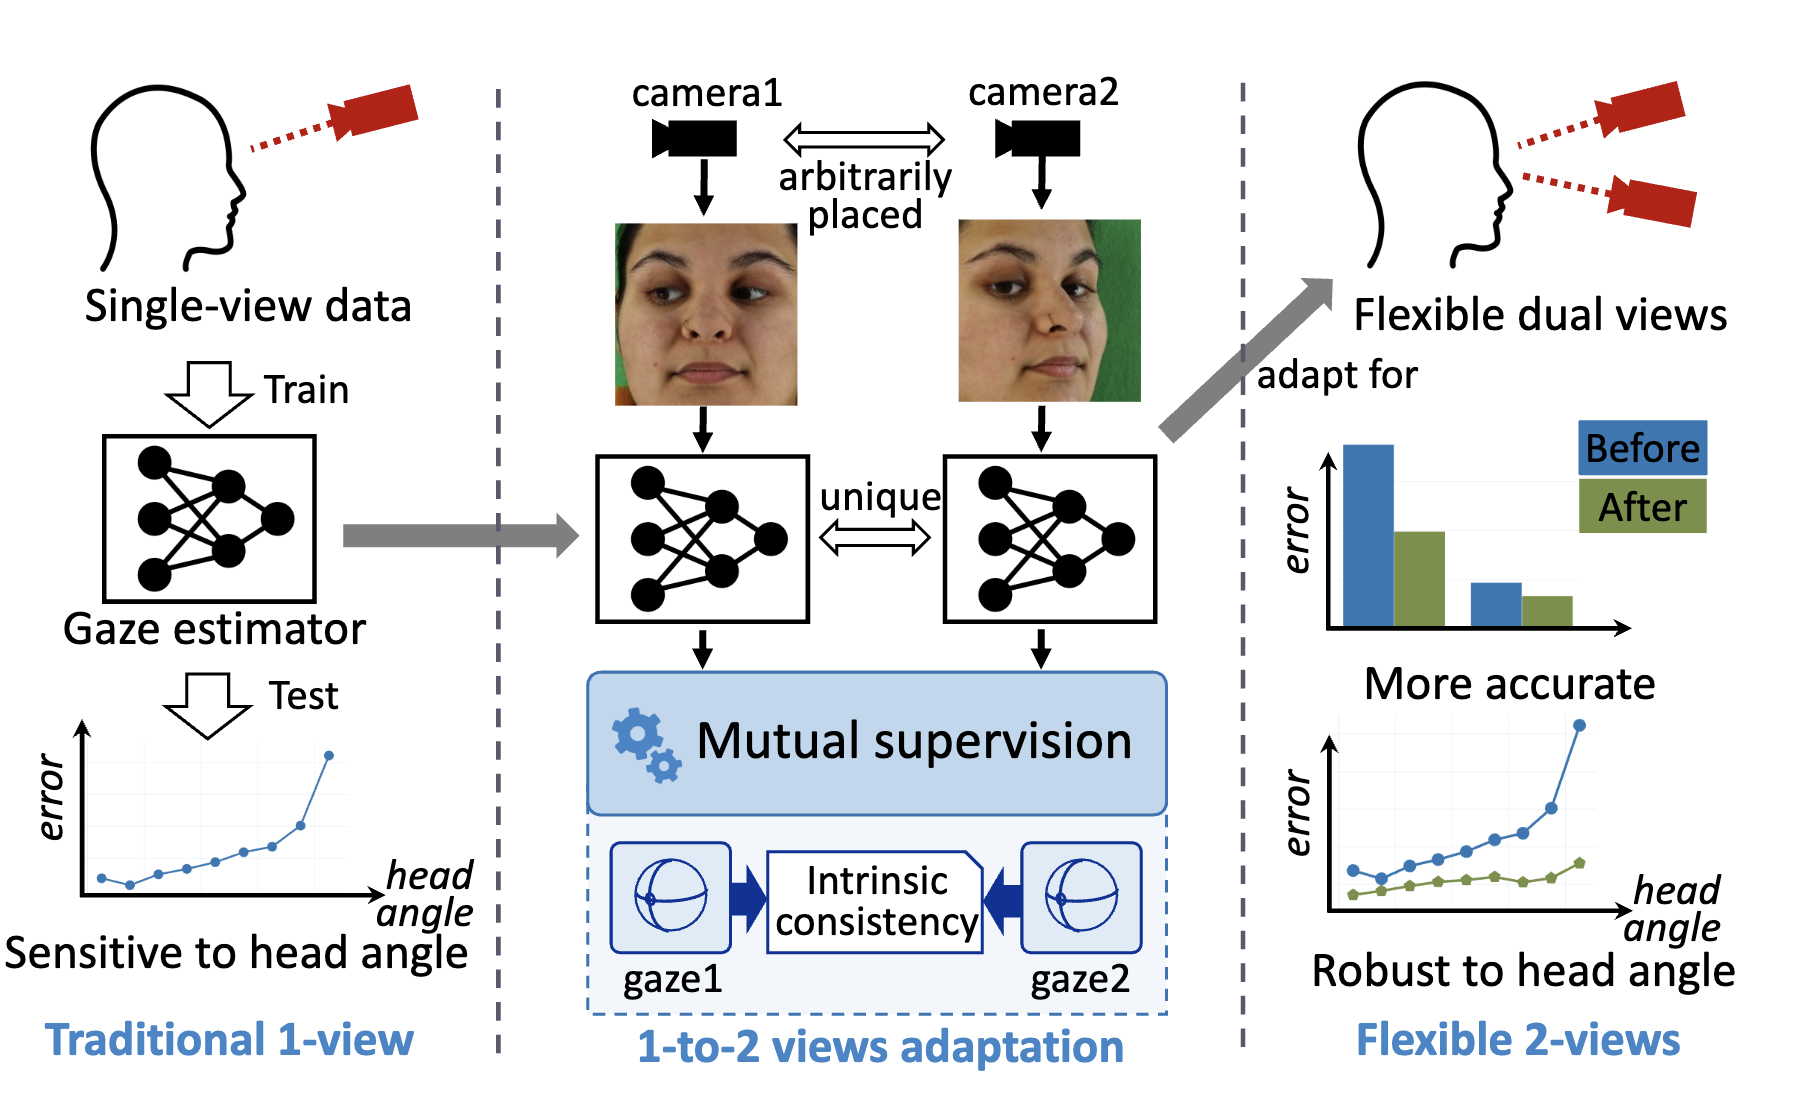 Single-view data
Train
Gaze estimator
Test
error
head
angle
Sensitive to head angle
Traditional 1-view
camera1
camera2
arbitrarily
placed
unique
Mutual supervision
Intrinsic
consistency
gaze1
gaze2
1-to-2 views adaptation
Flexible dual views
adapt for
Before
After
error
More accurate
error
head
angle
Robust to head angle
Flexible 2-views